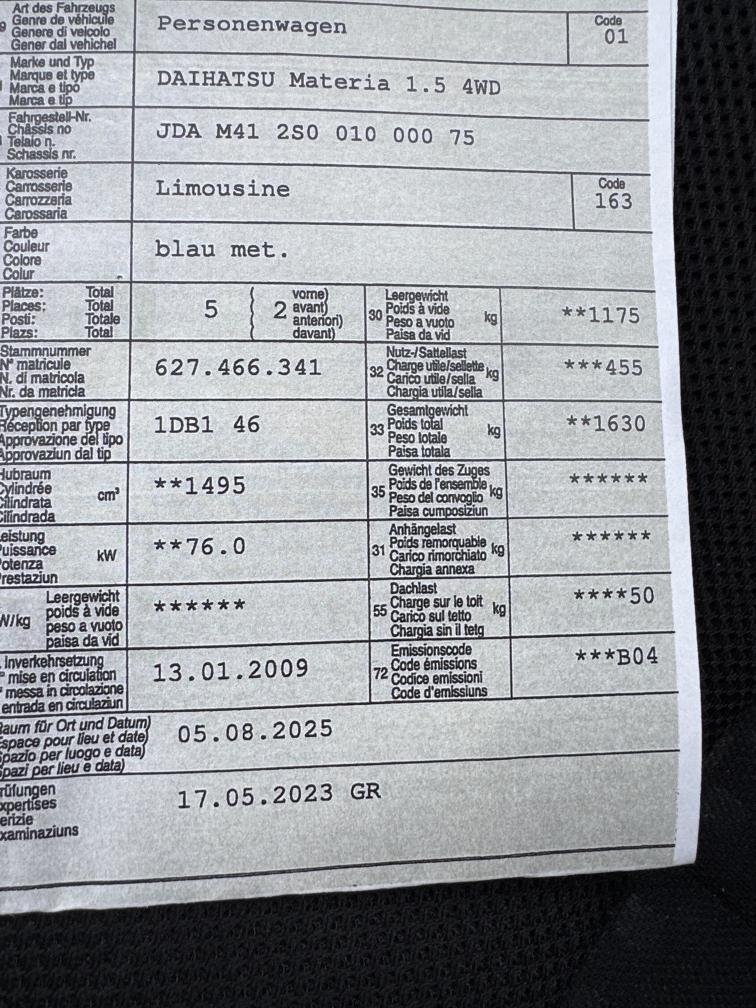 Art des Fahrzeugs
Genre de véhicule
Genere di veicolo
Gener dal vehichel
Personenwagen
Code
01
Marke und Typ
Marque et type
Marca e tipo
Marca e tip
DAIHATSU Materia 1.5 4WD
Fahrgestell-Nr.
Châssis no
Telaio n.
Schassis nr.
JDA M41 2S0 010 000 75
Karosserie
Carrosserie
Carrozzeria
Carossaria
Limousine
Code
163
Farbe
Couleur
Colore
Colur
blau met.
Plätze: Total
Places: Total
Posti: Totale
Plazs: Total
5
2
vorne)
avant)
anteriori)
davant)
30
Leergewicht
Poids à vide
Peso a vuoto
Paisa da vid
kg
**1175
Stammnummer
N° matricule
N. di matricola
Nr. da matricla
627.466.341
32
Nutz-/Sattellast
Charge utile/sellette
Carico utile/sella
Chargia utila/sella
kg
***455
Typengenehmigung
Réception par type
Approvazione del tipo
Approvaziun dal tip
1DB1 46
33
Gesamtgewicht
Poids total
Peso totale
Paisa totala
kg
**1630
Hubraum
Cylindrée
Cilindrata
Cilindrada
cm³
**1495
35
Gewicht des Zuges
Poids de l'ensemble
Peso del convoglio
Paisa cumposiziun
kg
******
eistung
uissance
otenza
restaziun
kW
**76.0
31
Anhängelast
Poids remorquable
Carico rimorchiato
Chargia annexa
kg
******
W/kg
Leergewicht
poids à vide
peso a vuoto
paisa da vid
******
55
Dachlast
Charge sur le toit
Carico sul tetto
Chargia sin il tetg
kg
****50
. Inverkehrsetzung
° mise en circulation
° messa in circolazione
entrada en circulaziun
13.01.2009
72
Emissionscode
Code émissions
Codice emissioni
Code d'emissiuns
***B04
Raum für Ort und Datum)
Espace pour lieu et date)
Spazio per luogo e data)
Spazi per lieu e data)
05.08.2025
rüfungen
xpertises
erizie
xaminaziuns
17.05.2023 GR